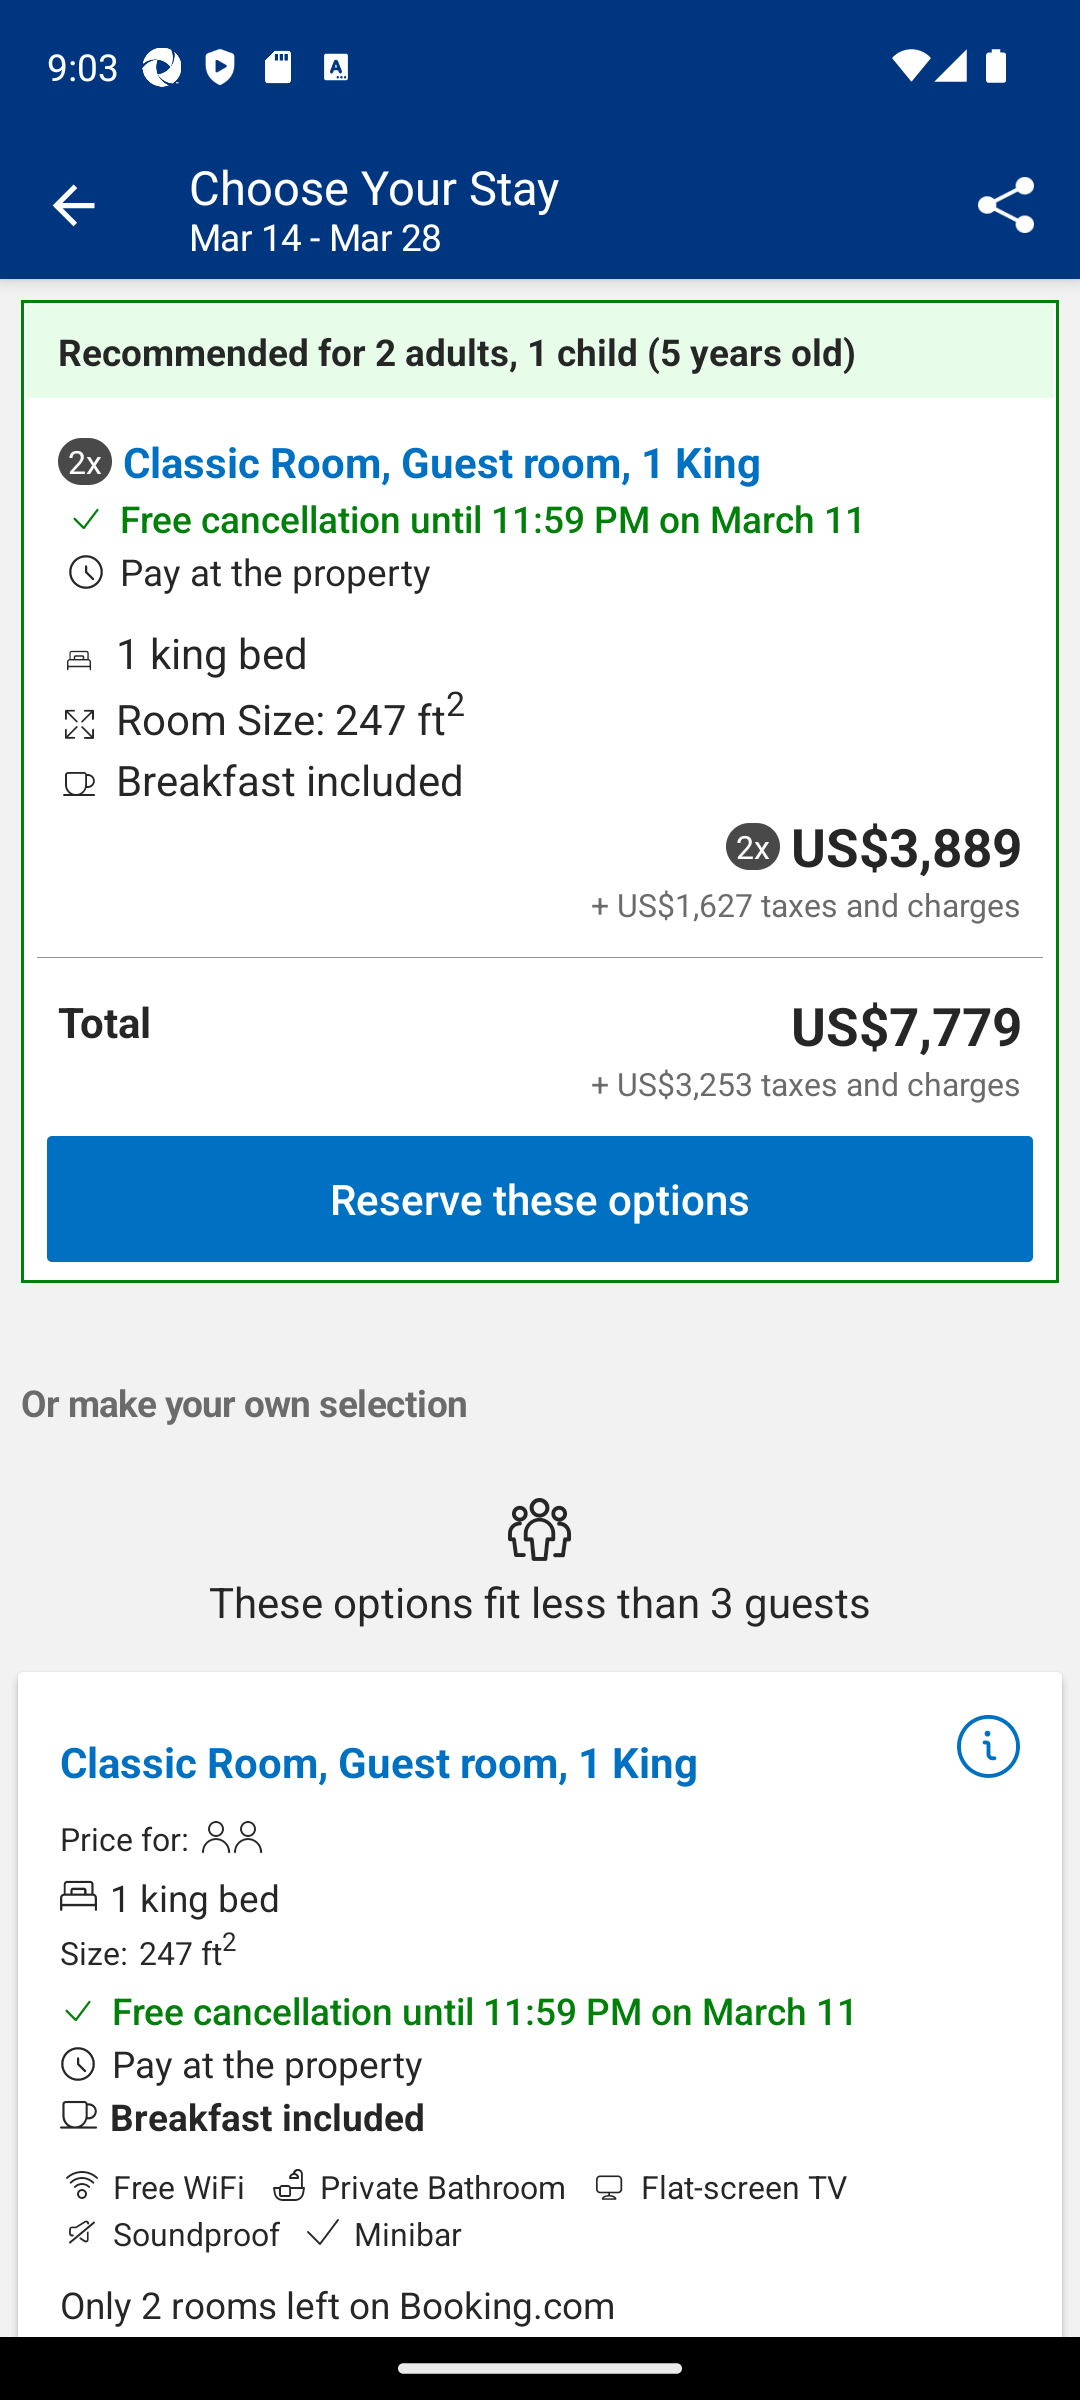 9:03
Choose Your Stay
Mar 14 - Mar 28
Recommended for 2 adults, 1 child (5 years old)
2x Classic Room, Guest room, 1 King
Free cancellation until 11:59 PM on March 11
Pay at the property
1 king bed
Room Size: 247 ft²
Breakfast included
2x US$3,889
+ US$1,627 taxes and charges
Total US$7,779
+ US$3,253 taxes and charges
Reserve these options
Or make your own selection
These options fit less than 3 guests
Classic Room, Guest room, 1 King
Price for:
1 king bed
Size: 247 ft²
Free cancellation until 11:59 PM on March 11
Pay at the property
Breakfast included
Free WiFi Private Bathroom Flat-screen TV
Soundproof Minibar
Only 2 rooms left on Booking.com